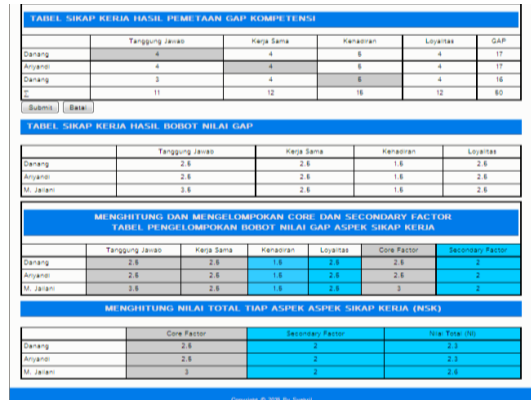 TABEL SIKAP KERJA HASIL PEMETAAN GAP KOMPETENSI
Tanggung Jawab Kerja Sama Kehadiran Loyalitas GAP
Danang 4 4 5 4 17
Ariyandi 4 4 5 4 17
Danang 3 4 5 4 16
Σ 11 12 15 12 50
Submit Batal
TABEL SIKAP KERJA HASIL BOBOT NILAI GAP
Tanggung Jawab Kerja Sama Kehadiran Loyalitas
Danang 2.5 2.5 1.5 2.5
Ariyandi 2.5 2.5 1.5 2.5
M. Jailani 3.5 2.5 1.5 2.5
MENGHITUNG DAN MENGELOMPOKAN CORE DAN SECONDARY FACTOR
TABEL PENGELOMPOKAN BOBOT NILAI GAP ASPEK SIKAP KERJA
Tanggung Jawab Kerja Sama Kehadiran Loyalitas Core Factor Secondary Factor
Danang 2.5 2.5 1.5 2.5 2.5 2
Ariyandi 2.5 2.5 1.5 2.5 2.5 2
M. Jailani 3.5 2.5 1.5 2.5 3 2
MENGHITUNG NILAI TOTAL TIAP ASPEK ASPEK SIKAP KERJA (NSK)
Core Factor Secondary Factor Nilai Total (NI)
Danang 2.5 2 2.3
Ariyandi 2.5 2 2.3
M. Jailani 3 2 2.6